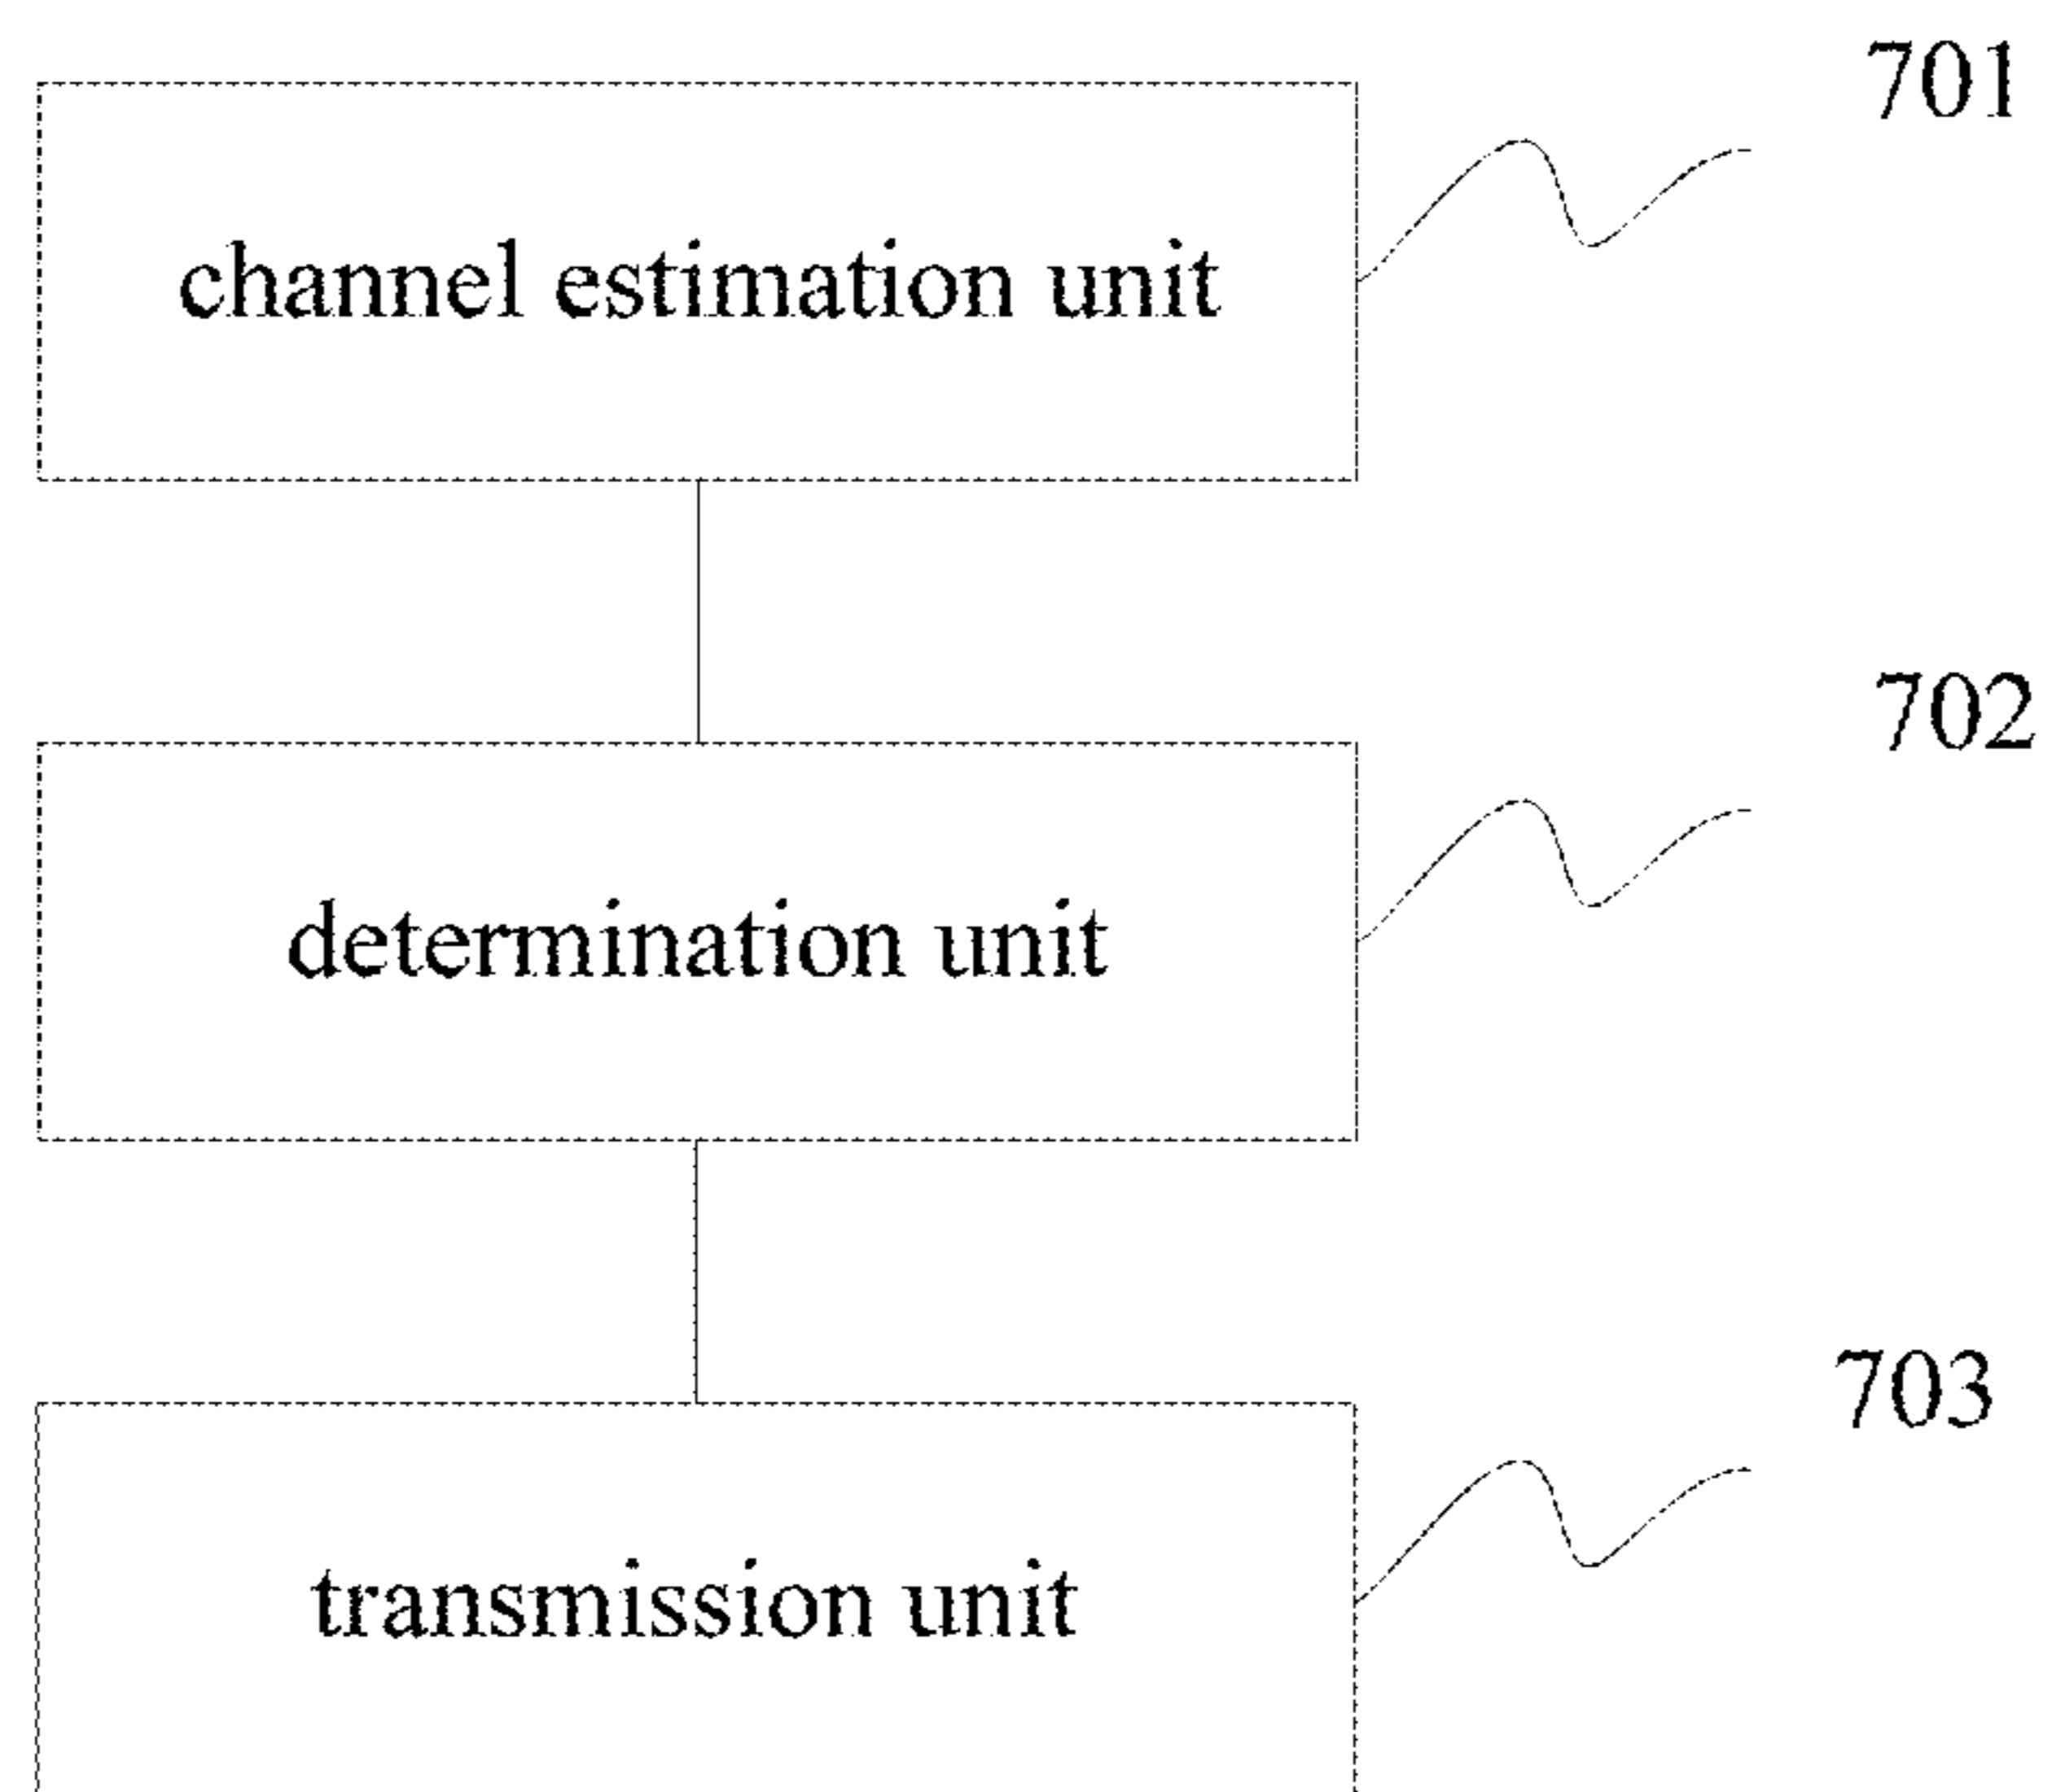 701
channel estimation unit
702
determination unit
703
transmission unit